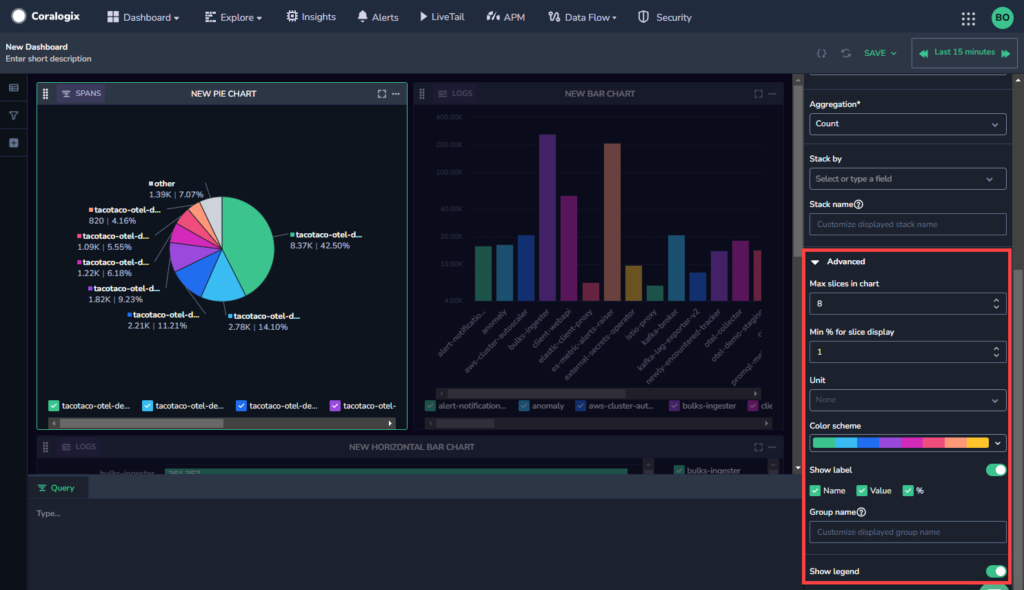 Coralogix
Dashboard
Explore
Insights
Alerts
LiveTail
APM
Data Flow
Security
BO
New Dashboard
Enter short description
{}
SAVE
Last 15 minutes
SPANS
NEW PIE CHART
other
1.39K | 7.07%
tacotaco-otel-d...
820 | 4.16%
tacotaco-otel-d...
1.09K | 5.55%
tacotaco-otel-d...
1.22K | 6.18%
tacotaco-otel-d...
1.82K | 9.23%
tacotaco-otel-d...
2.21K | 11.21%
tacotaco-otel-d...
2.78K | 14.10%
tacotaco-otel-d...
8.37K | 42.50%
tacotaco-otel-de...
tacotaco-otel-de...
tacotaco-otel-de...
tacotaco-otel-
LOGS
NEW BAR CHART
400.00K
200.00K
100.00K
40.00K
20.00K
10.00K
4.00K
alert-notificatio...
anomaly
aws-cluster-autoscaler
bulks-ingester
client-webapi
elastic-client-proxy
es-metric-alerts-raiser
external-secrets-operator
istio-proxy
kafka-broker
kafka-lag-exporter-v2
newly-encountered-tracker
otel-collector
otel-demo-staging
promql-me
alert-notification...
anomaly
aws-cluster-aut...
bulks-ingester
clie
LOGS
NEW HORIZONTAL BAR CHART
bulks-ingester
261,267
bulks-ingester
Query
Type...
Aggregation*
Count
Stack by
Select or type a field
Stack name
Customize displayed stack name
Advanced
Max slices in chart
8
Min % for slice display
1
Unit
None
Color scheme
Show label
Name
Value
%
Group name
Customize displayed group name
Show legend